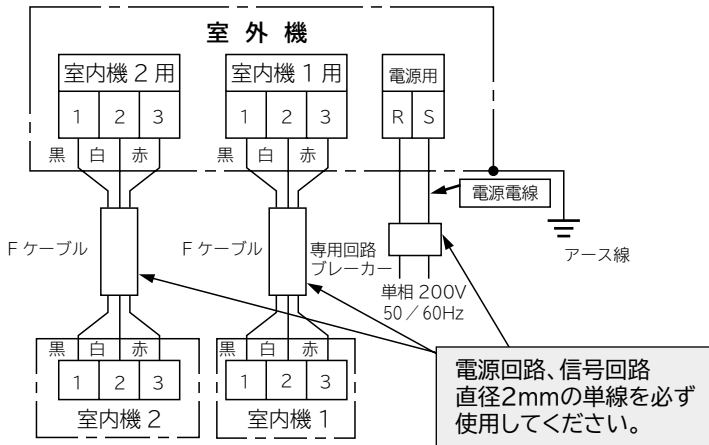 室外機
室内機2用
室内機1用
電源用
1 2 3
1 2 3
R S
黒 白 赤
黒 白 赤
電源電線
Fケーブル
Fケーブル
専用回路
ブレーカー
アース線
単相200V
50/60Hz
黒 白 赤
黒 白 赤
1 2 3
1 2 3
室内機2
室内機1
電源回路、信号回路
直径2mmの単線を必ず
使用してください。